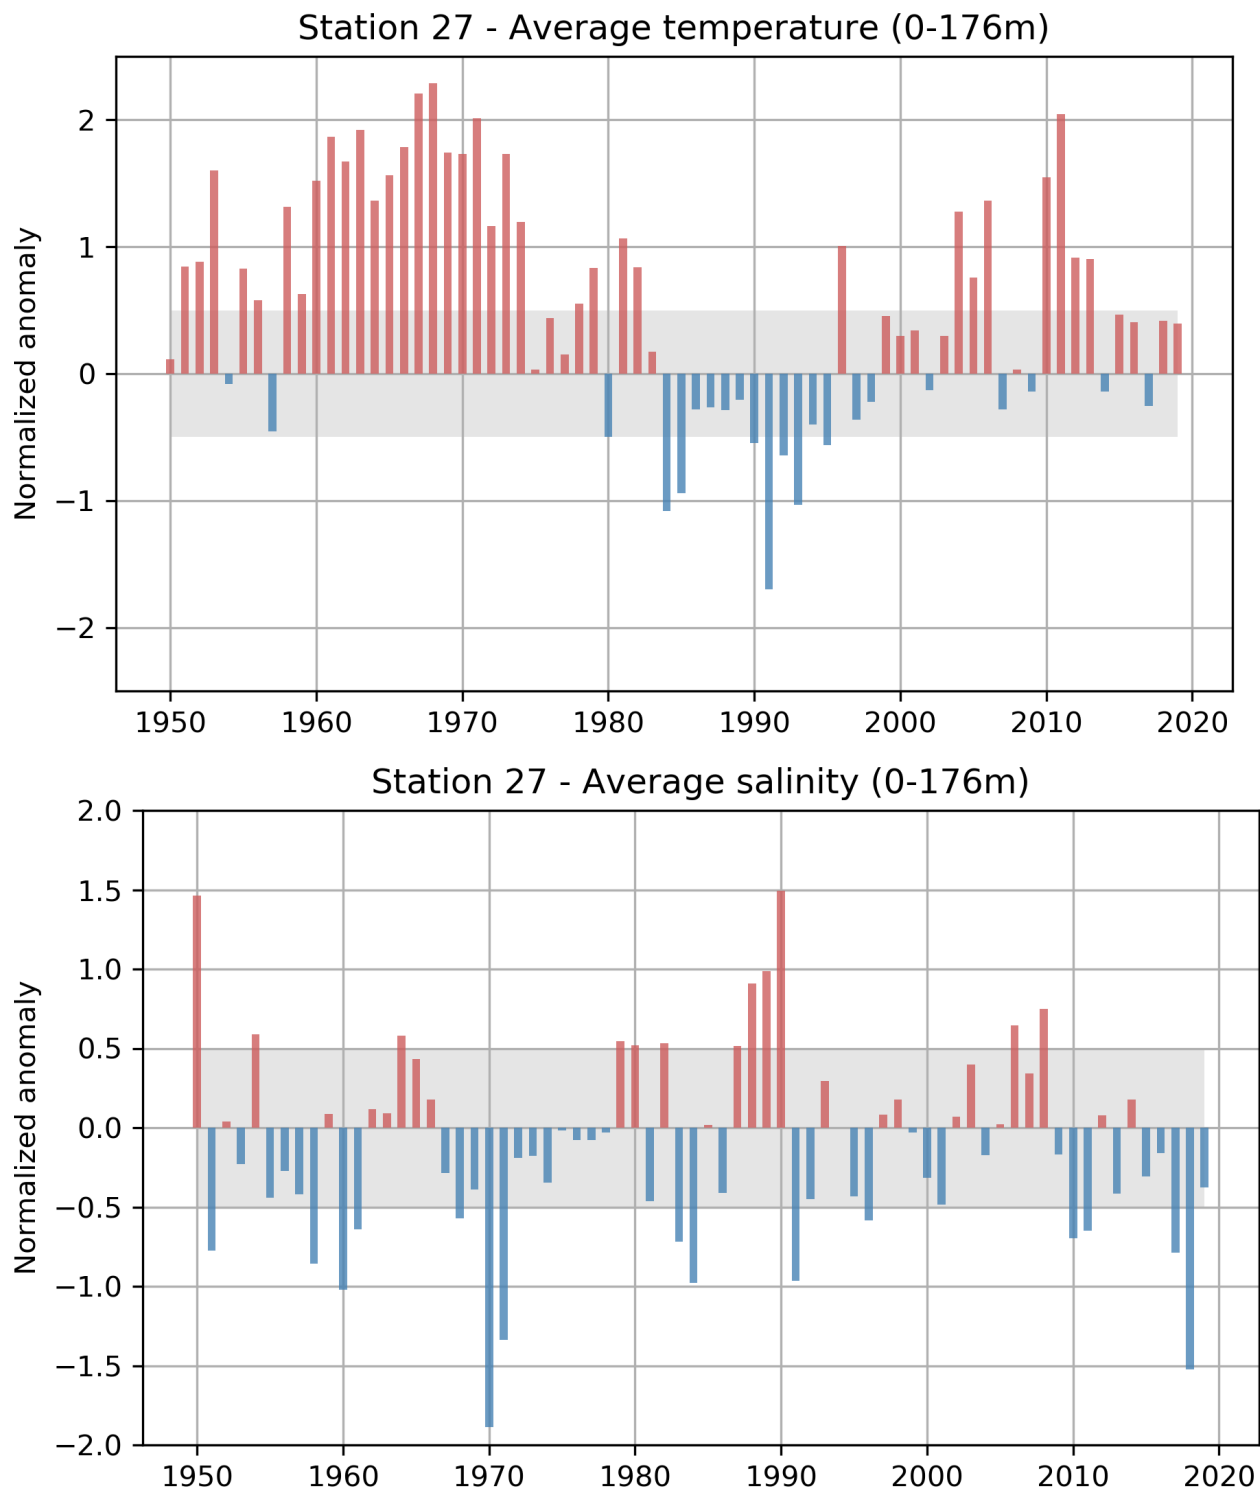 Station 27 - Average temperature (0-176m)
Normalized anomaly
2
1
0
−1
−2
1950 1960 1970 1980 1990 2000 2010 2020
Station 27 - Average salinity (0-176m)
Normalized anomaly
2.0
1.5
1.0
0.5
0.0
−0.5
−1.0
−1.5
−2.0
1950 1960 1970 1980 1990 2000 2010 2020